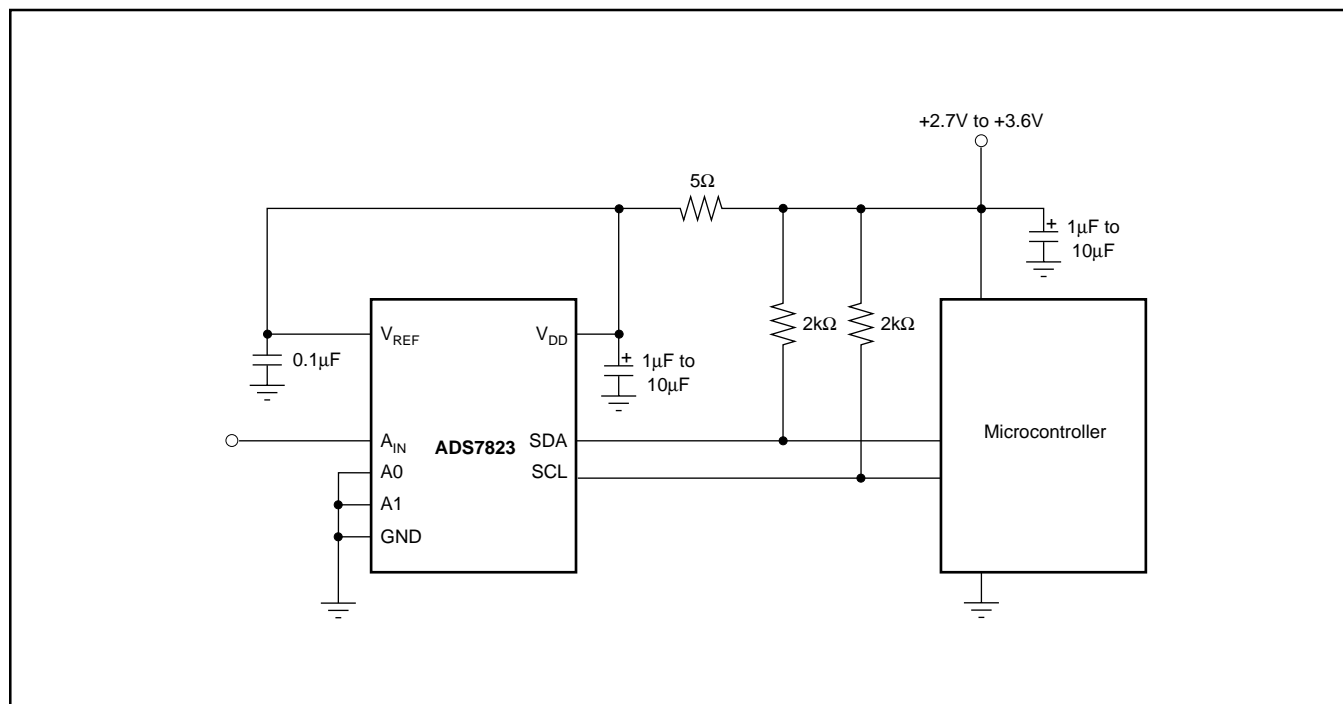 +2.7V to +3.6V
5Ω
1µF to
10µF
+
2kΩ
2kΩ
VREF
VDD
0.1µF
+
1µF to
10µF
AIN
ADS7823
SDA
Microcontroller
A0
SCL
A1
GND